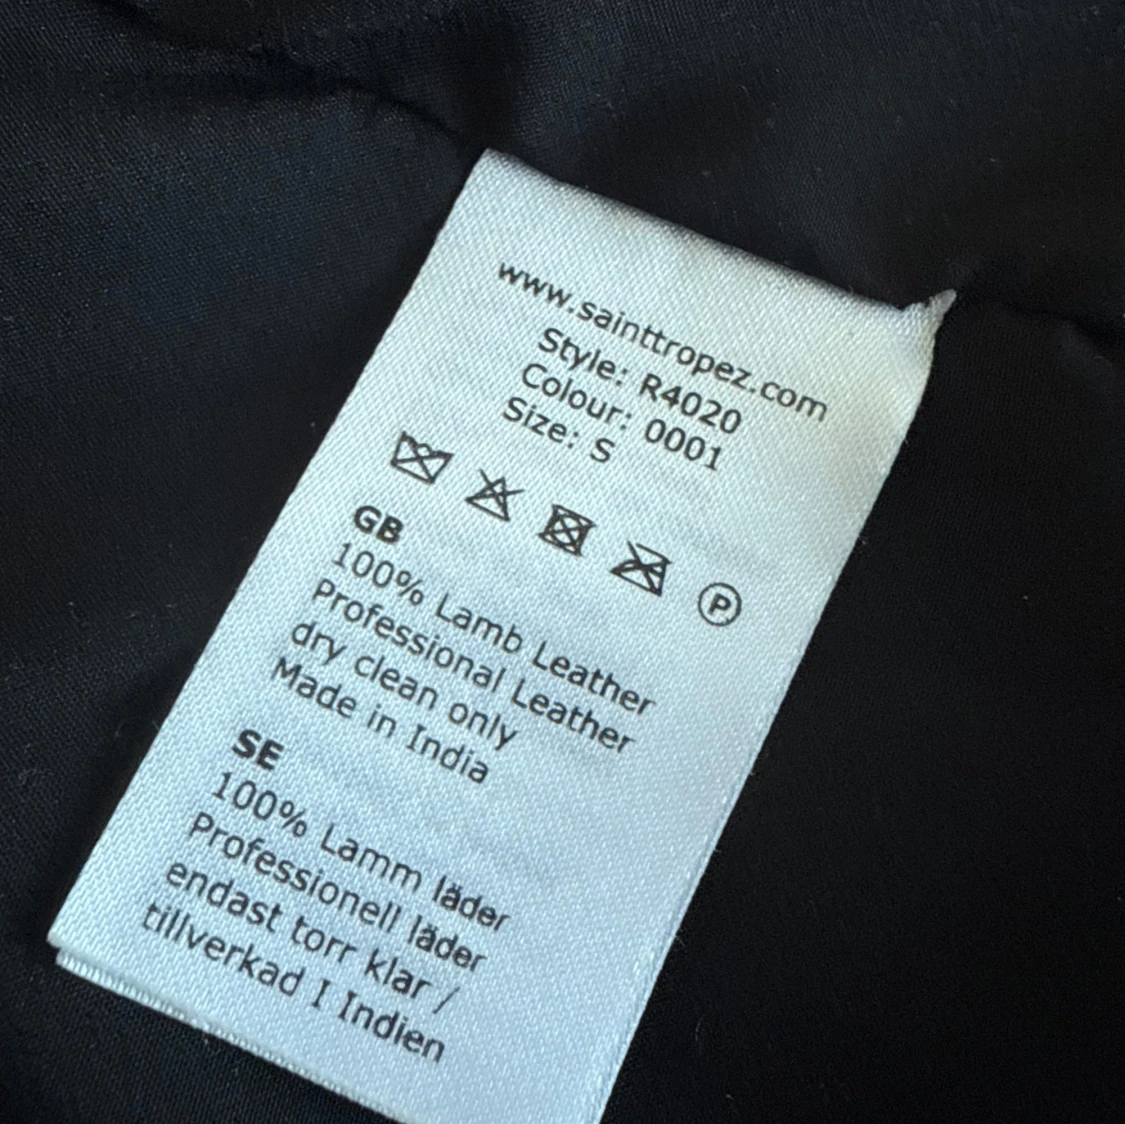 www.sainttropez.com
Style: R4020
Colour: 0001
Size: S
P
GB
100% Lamb Leather
Professional Leather
dry clean only
Made in India
SE
100% Lamm läder
Professionell läder
endast torr klar /
tillverkad I Indien